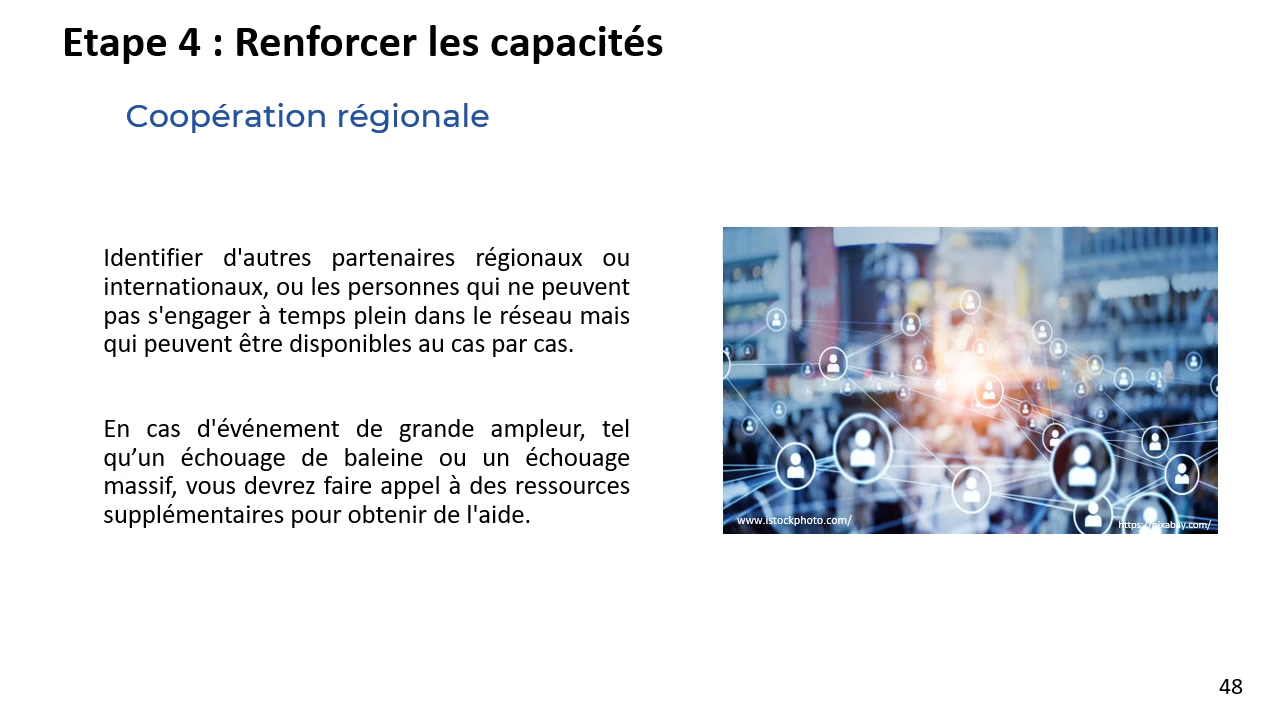 Etape 4 : Renforcer les capacités
Coopération régionale
Identifier d'autres partenaires régionaux ou
internationaux, ou les personnes qui ne peuvent
pas s'engager à temps plein dans le réseau mais
qui peuvent être disponibles au cas par cas.
En cas d'événement de grande ampleur, tel
qu’un échouage de baleine ou un échouage
massif, vous devrez faire appel à des ressources
supplémentaires pour obtenir de l'aide.
www.istockphoto.com/
https://pixabay.com/
48